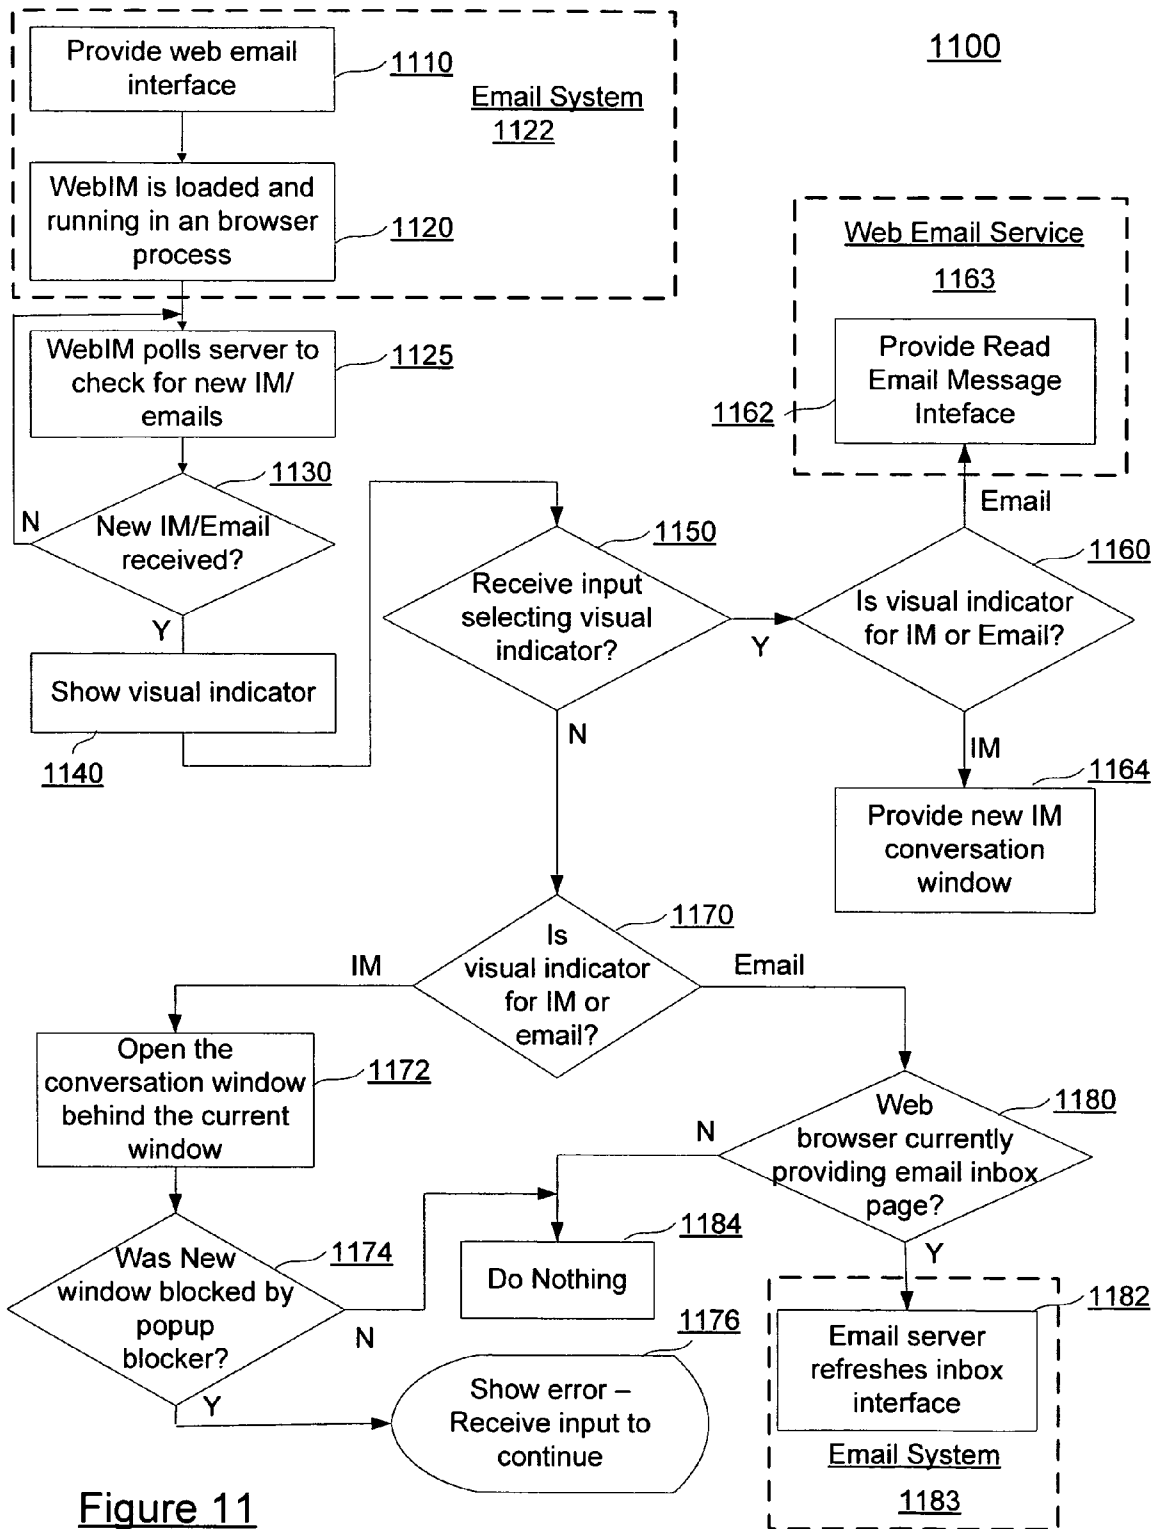 1100
Provide web email
interface
1110
Email System
1122
WebIM is loaded and
running in an browser
process
1120
WebIM polls server to
check for new IM/
emails
1125
New IM/Email
received?
1130
N
Y
Show visual indicator
1140
Receive input
selecting visual
indicator?
1150
Y
N
Web Email Service
1163
Provide Read
Email Message
Inteface
1162
Email
Is visual indicator
for IM or Email?
1160
IM
1164
Provide new IM
conversation
window
Is
visual indicator
for IM or
email?
1170
IM
Email
Open the
conversation window
behind the current
window
1172
Was New
window blocked by
popup
blocker?
1174
N
Y
Web
browser currently
providing email inbox
page?
1180
N
Y
1184
Do Nothing
1176
Show error –
Receive input to
continue
1182
Email server
refreshes inbox
interface
Email System
1183
Figure 11